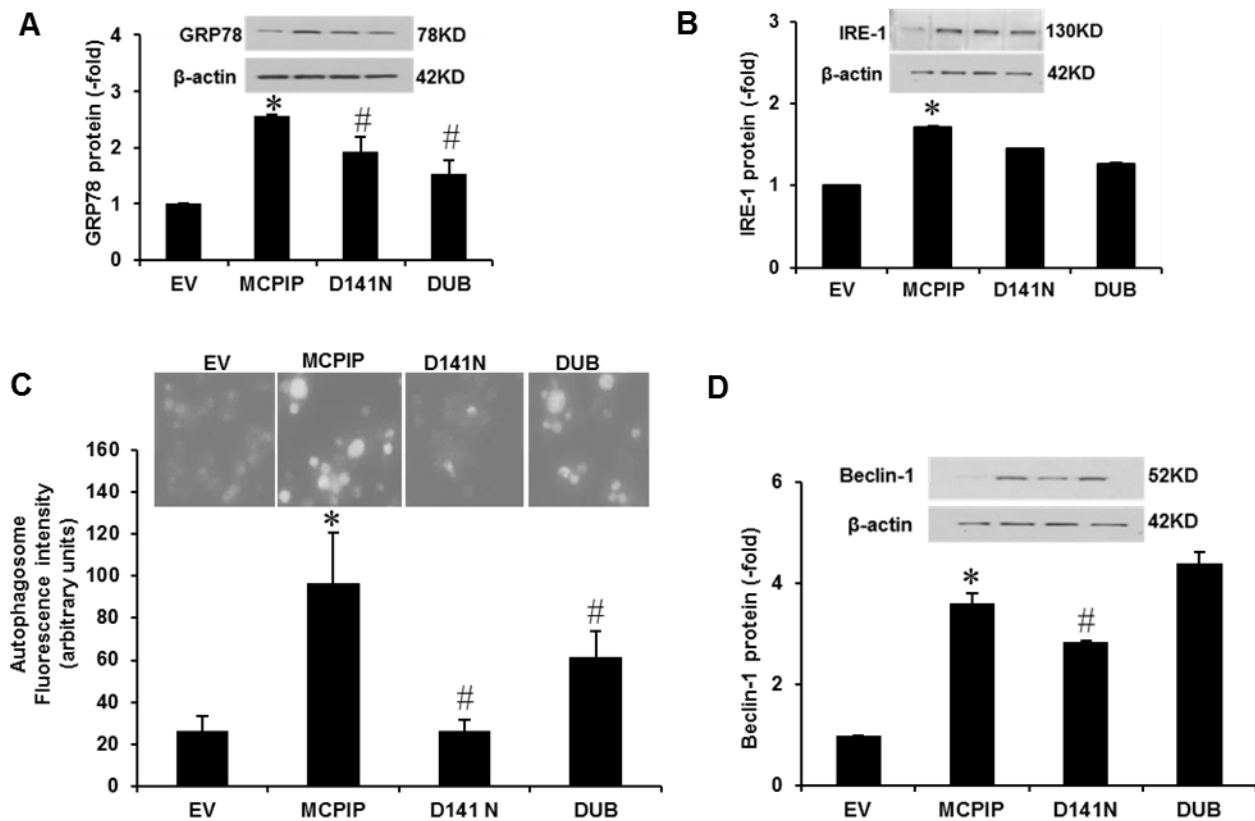 A
GRP78 78KD
β-actin 42KD
GRP78 protein (-fold)
4
3
2
1
0
*
#
#
EV MCPIP D141N DUB
B
IRE-1 130KD
β-actin 42KD
IRE-1 protein (-fold)
3
2
1
0
*
EV MCPIP D141N DUB
C
EV MCPIP D141N DUB
Autophagosome
Fluorescence intensity
(arbitrary units)
160
140
120
100
80
60
40
20
0
*
#
#
EV MCPIP D141 N DUB
D
Beclin-1 52KD
β-actin 42KD
Beclin-1 protein (-fold)
6
4
2
0
*
#
EV MCPIP D141N DUB